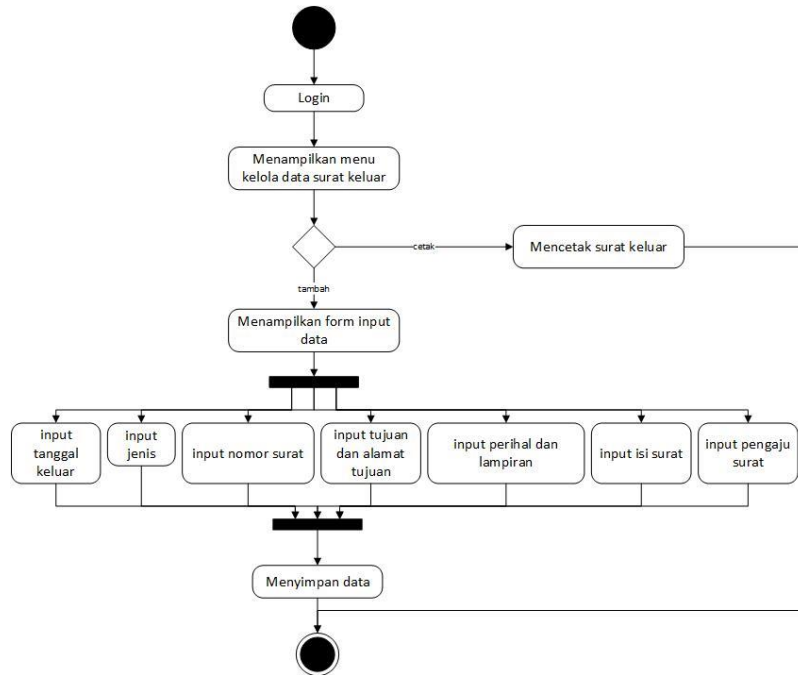 Login
Menampilkan menu
kelola data surat keluar
cetak
Mencetak surat keluar
tambah
Menampilkan form input
data
input
tanggal
keluar
input
jenis
input nomor surat
input tujuan
dan alamat
tujuan
input perihal dan
lampiran
input isi surat
input pengaju
surat
Menyimpan data